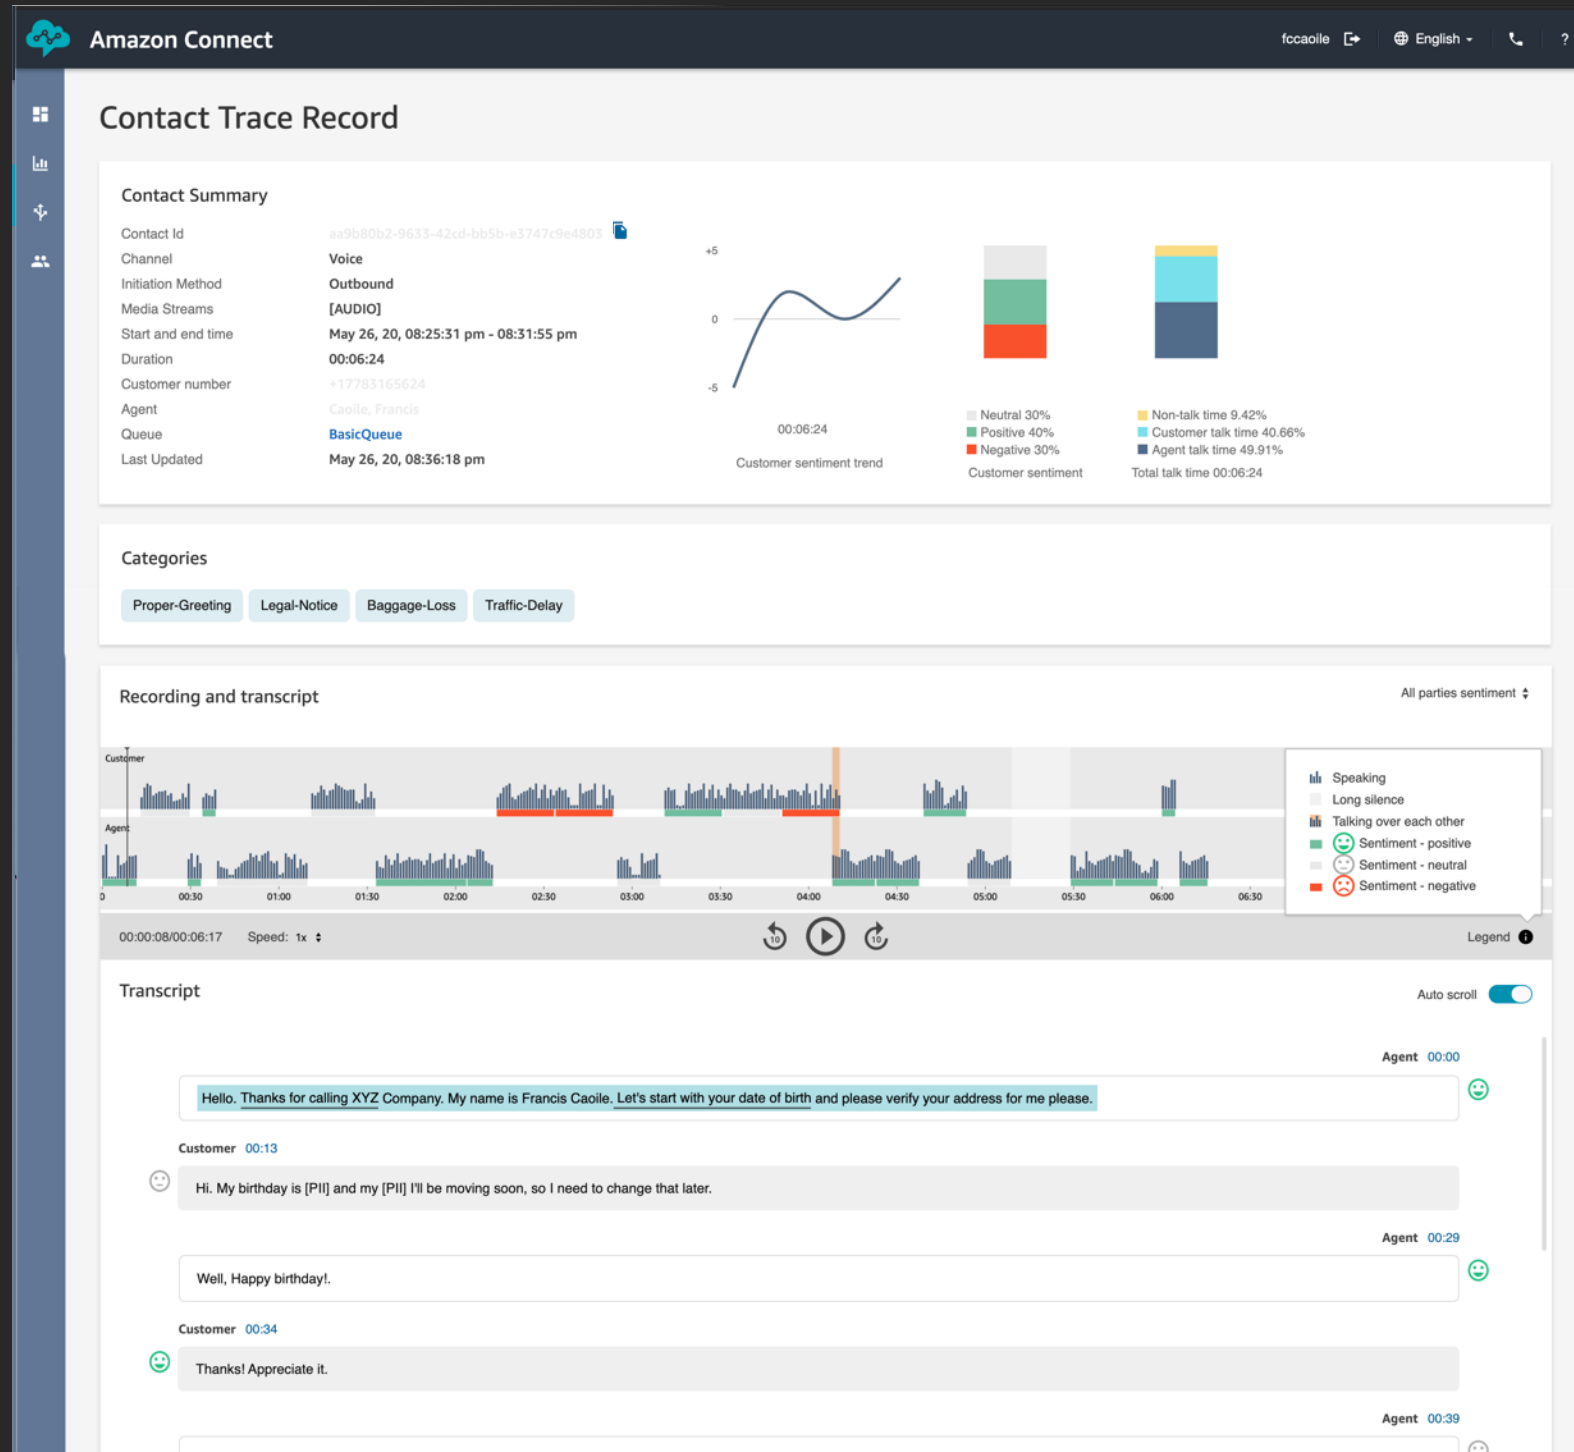 Amazon Connect
fccaoile
English
?
Contact Trace Record
Contact Summary
Contact Id aa9b80b2-9633-42cd-bb5b-e3747c9e4803
Channel Voice
Initiation Method Outbound
Media Streams [AUDIO]
Start and end time May 26, 20, 08:25:31 pm - 08:31:55 pm
Duration 00:06:24
Customer number +17783165624
Agent Caoile, Francis
Queue BasicQueue
Last Updated May 26, 20, 08:36:18 pm
+5
0
-5
00:06:24
Customer sentiment trend
Neutral 30%
Positive 40%
Negative 30%
Customer sentiment
Non-talk time 9.42%
Customer talk time 40.66%
Agent talk time 49.91%
Total talk time 00:06:24
Categories
Proper-Greeting Legal-Notice Baggage-Loss Traffic-Delay
Recording and transcript
All parties sentiment
Customer
Agent
0 00:30 01:00 01:30 02:00 02:30 03:00 03:30 04:00 04:30 05:00 05:30 06:00 06:30
Speaking
Long silence
Talking over each other
Sentiment - positive
Sentiment - neutral
Sentiment - negative
00:00:08/00:06:17 Speed: 1x
10
10
Legend
Transcript
Auto scroll
Agent 00:00
Hello. Thanks for calling XYZ Company. My name is Francis Caoile. Let's start with your date of birth and please verify your address for me please.
Customer 00:13
Hi. My birthday is [PII] and my [PII] I'll be moving soon, so I need to change that later.
Agent 00:29
Well, Happy birthday!.
Customer 00:34
Thanks! Appreciate it.
Agent 00:39